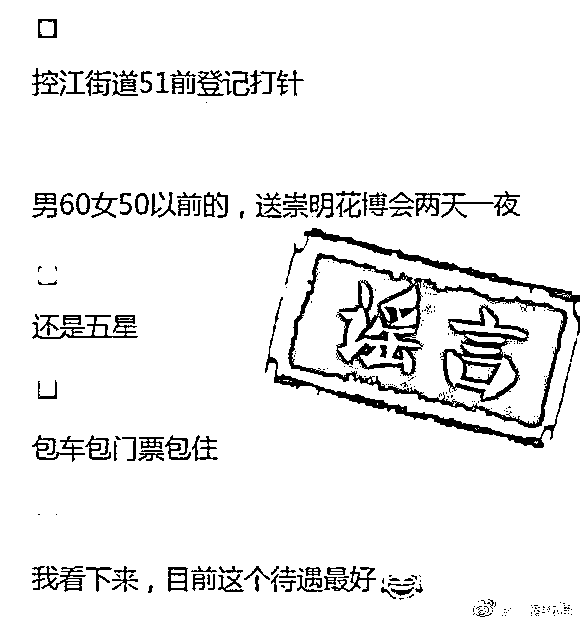 控江街道51前登记打针
男60女50以前的，送崇明花博会两天一夜
谣言
还是五星
包车包门票包住
我看下来，目前这个待遇最好